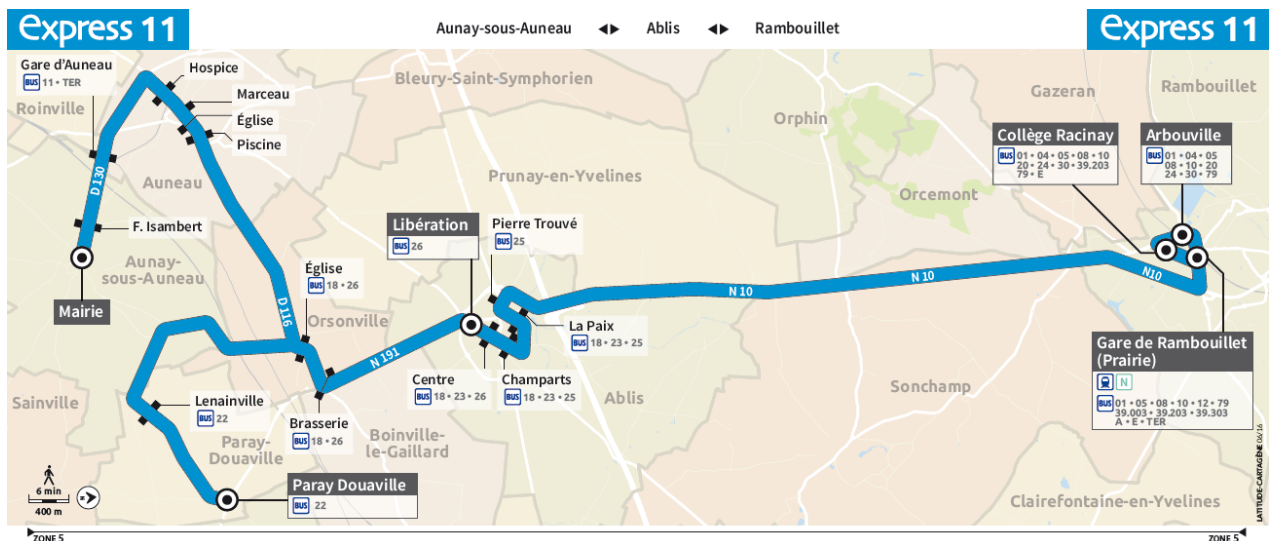 express 11
Aunay-sous-Auneau ◄► Ablis ◄► Rambouillet
express 11
Gare d'Auneau
BUS 11 • TER
Hospice
Marceau
Église
Piscine
Roinville
Bleury-Saint-Symphorien
Gazeran
Rambouillet
Orphin
Collège Racinay
BUS 01 • 04 • 05 • 08 • 10
20 • 24 • 30 • 39.203
79 • E
Arbouville
BUS 01 • 04 • 05
08 • 10 • 20
24 • 30 • 79
D 130
Auneau
Prunay-en-Yvelines
Orcemont
F. Isambert
Libération
BUS 26
Pierre Trouvé
BUS 25
Aunay-
sous-Auneau
Église
BUS 18 • 26
N 10
N 10
N10
Mairie
D 116
Orsonville
La Paix
BUS 18 • 23 • 25
Gare de Rambouillet
(Prairie)
N
BUS 01 • 05 • 08 • 10 • 12 • 79
39.003 • 39.203 • 39.303
A • E • TER
N 191
Centre
BUS 18 • 23 • 26
Champarts
BUS 18 • 23 • 25
Ablis
Sonchamp
Sainville
Lenainville
BUS 22
Brasserie
BUS 18 • 26
Paray-
Douaville
Boinville-
le-Gaillard
Paray Douaville
BUS 22
6 min
400 m
N
Clairefontaine-en-Yvelines
LATITUDE-CARTAGÈNE 06/16
ZONE 5
ZONE 5